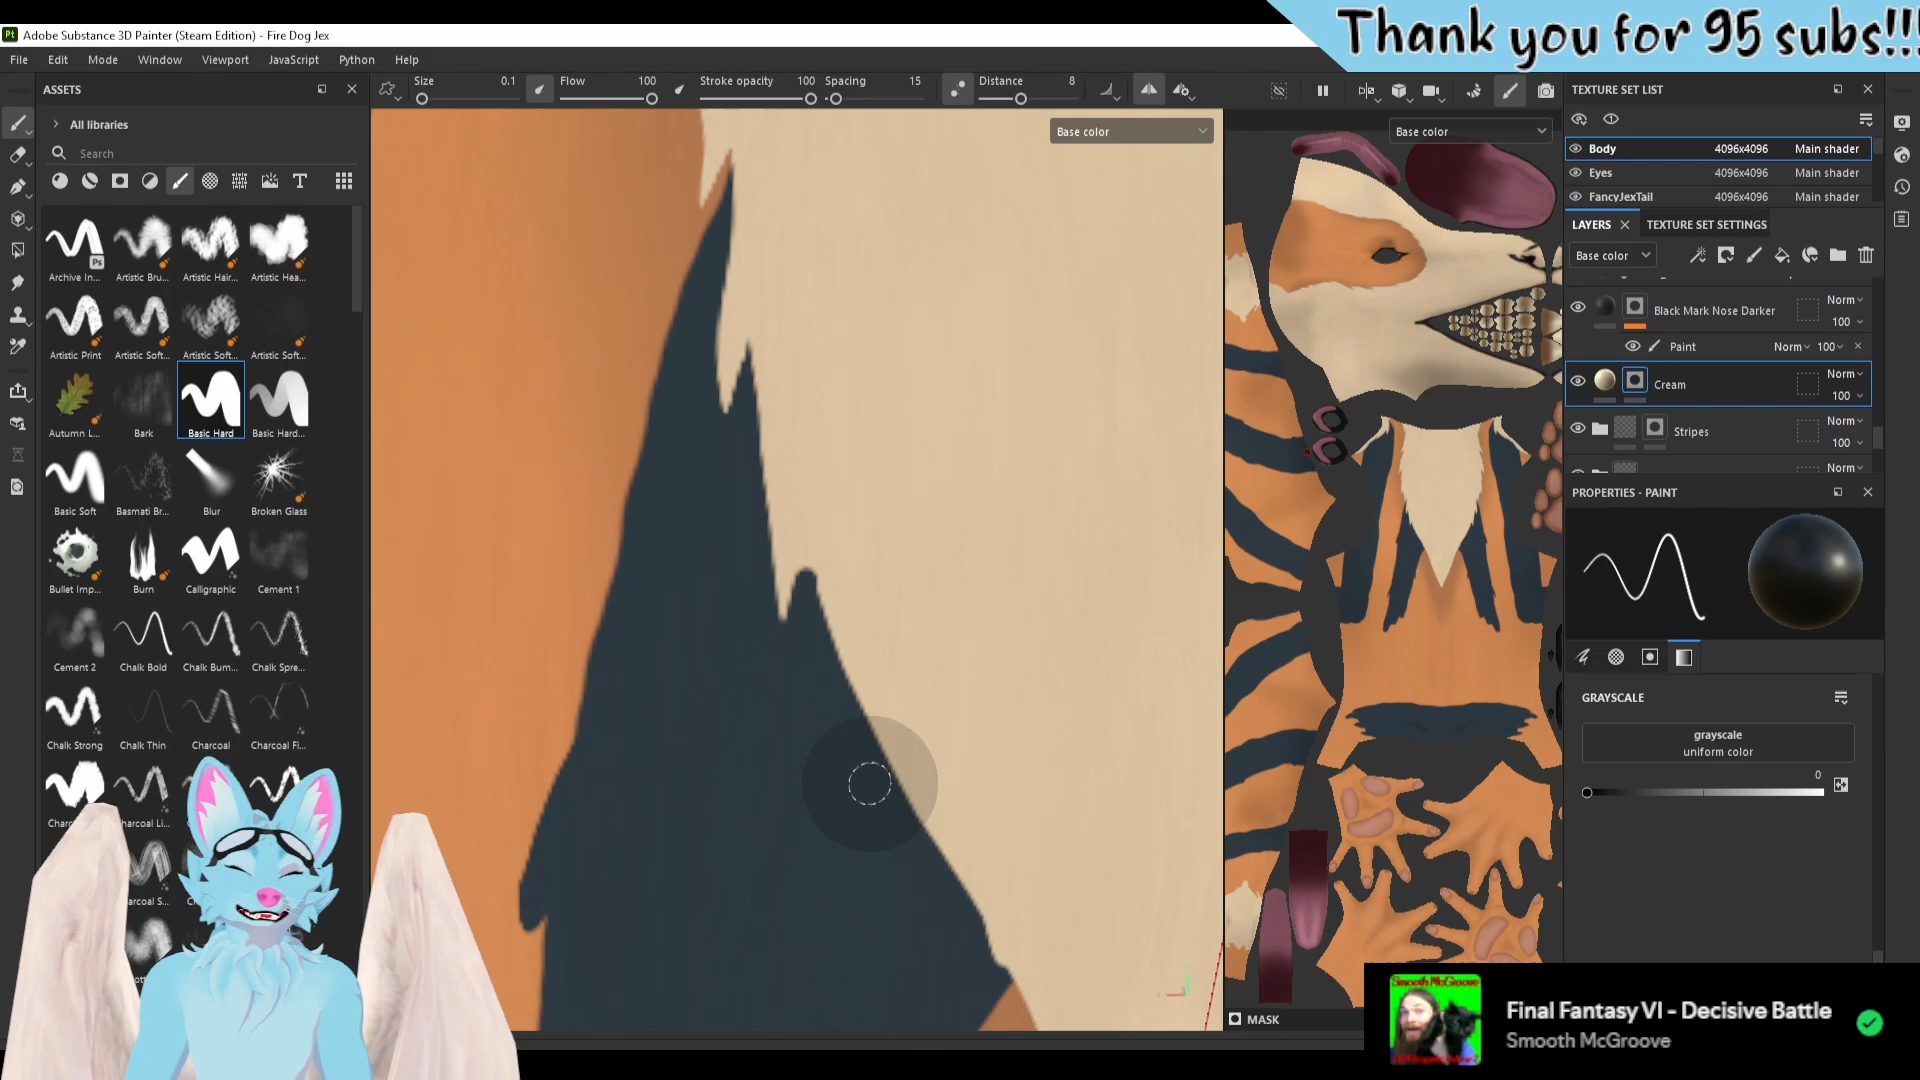 Thank you for 95 subs!!!
Adobe Substance 3D Painter (Steam Edition) - Fire Dog Jex
File Edit Mode Window Viewport JavaScript Python Help
ASSETS
Size 0.1 Flow 100 Stroke opacity 100 Spacing 15 Distance 8
All libraries
Search
Archive In... Artistic Bru... Artistic Hair... Artistic Hea...
Artistic Print Artistic Soft... Artistic Soft... Artistic Soft...
Autumn L... Bark Basic Hard Basic Hard...
Basic Soft Basmati Br... Blur Broken Glass
Bullet Imp... Burn Calligraphic Cement 1
Cement 2 Chalk Bold Chalk Bum... Chalk Spre...
Chalk Strong Chalk Thin Charcoal Charcoal Fi...
Base color
Base color
MASK
TEXTURE SET LIST
Body 4096x4096 Main shader
Eyes 4096x4096 Main shader
FancyJexTail 4096x4096 Main shader
LAYERS TEXTURE SET SETTINGS
Base color
Black Mark Nose Darker Norm 100
Paint Norm 100
Cream Norm 100
Stripes Norm 100
Norm
PROPERTIES - PAINT
GRAYSCALE
grayscale
uniform color
0
Final Fantasy VI - Decisive Battle
Smooth McGroove